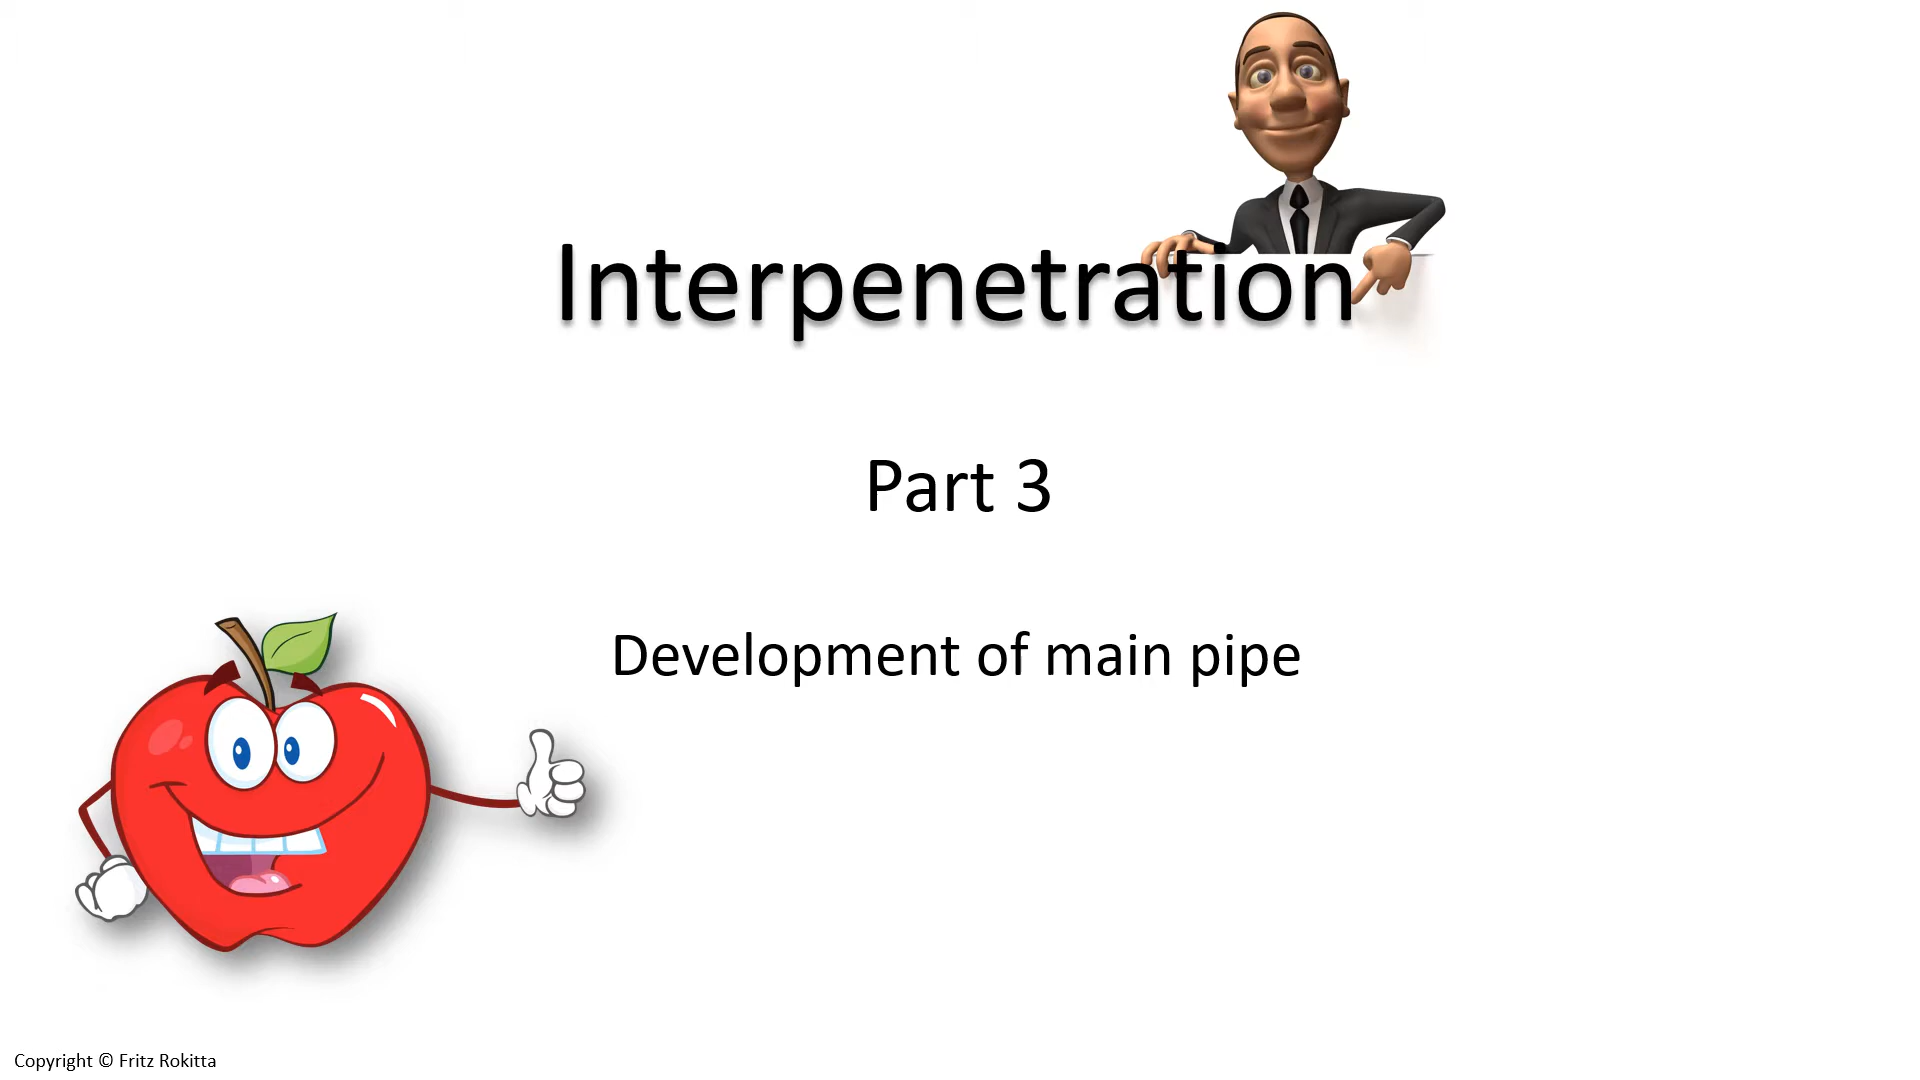 Interpenetration
Part 3
Development of main pipe
Copyright © Fritz Rokitta